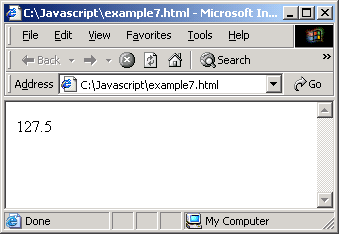 C:\Javascript\example7.html - Microsoft In...
File Edit View Favorites Tools Help
Back Search
Address C:\Javascript\example7.html Go
127.5
Done My Computer